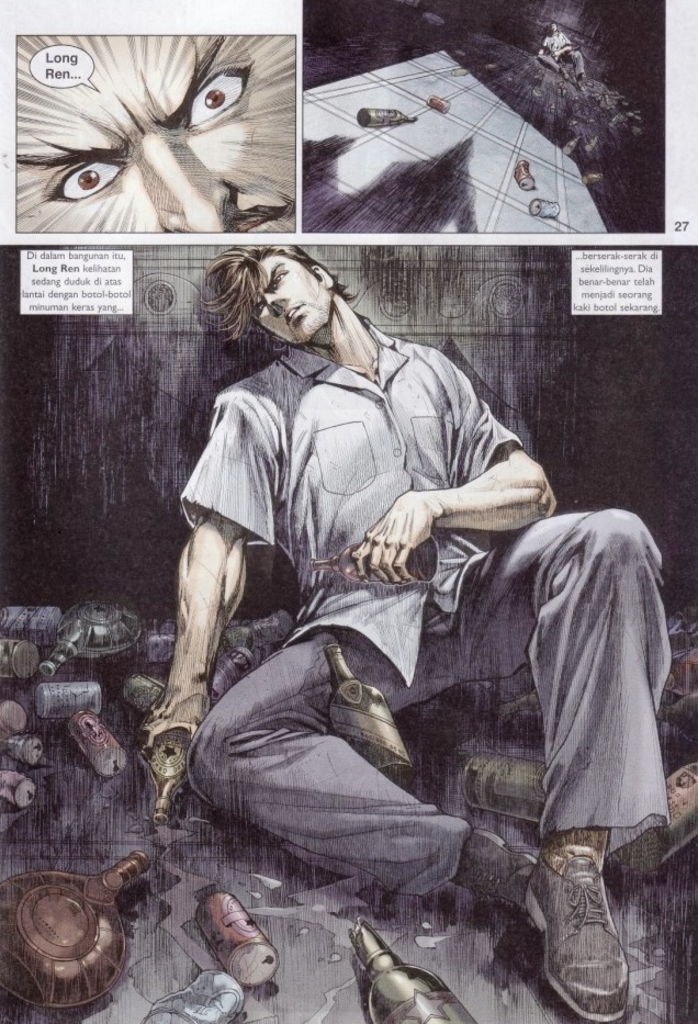 Long
Ren...
27
Di dalam bangunan itu,
Long Ren kelihatan
sedang duduk di atas
lantai dengan botol-botol
minuman keras yang...
...berserak-serak di
sekelilingnya. Dia
benar-benar telah
menjadi seorang
kaki botol sekarang.